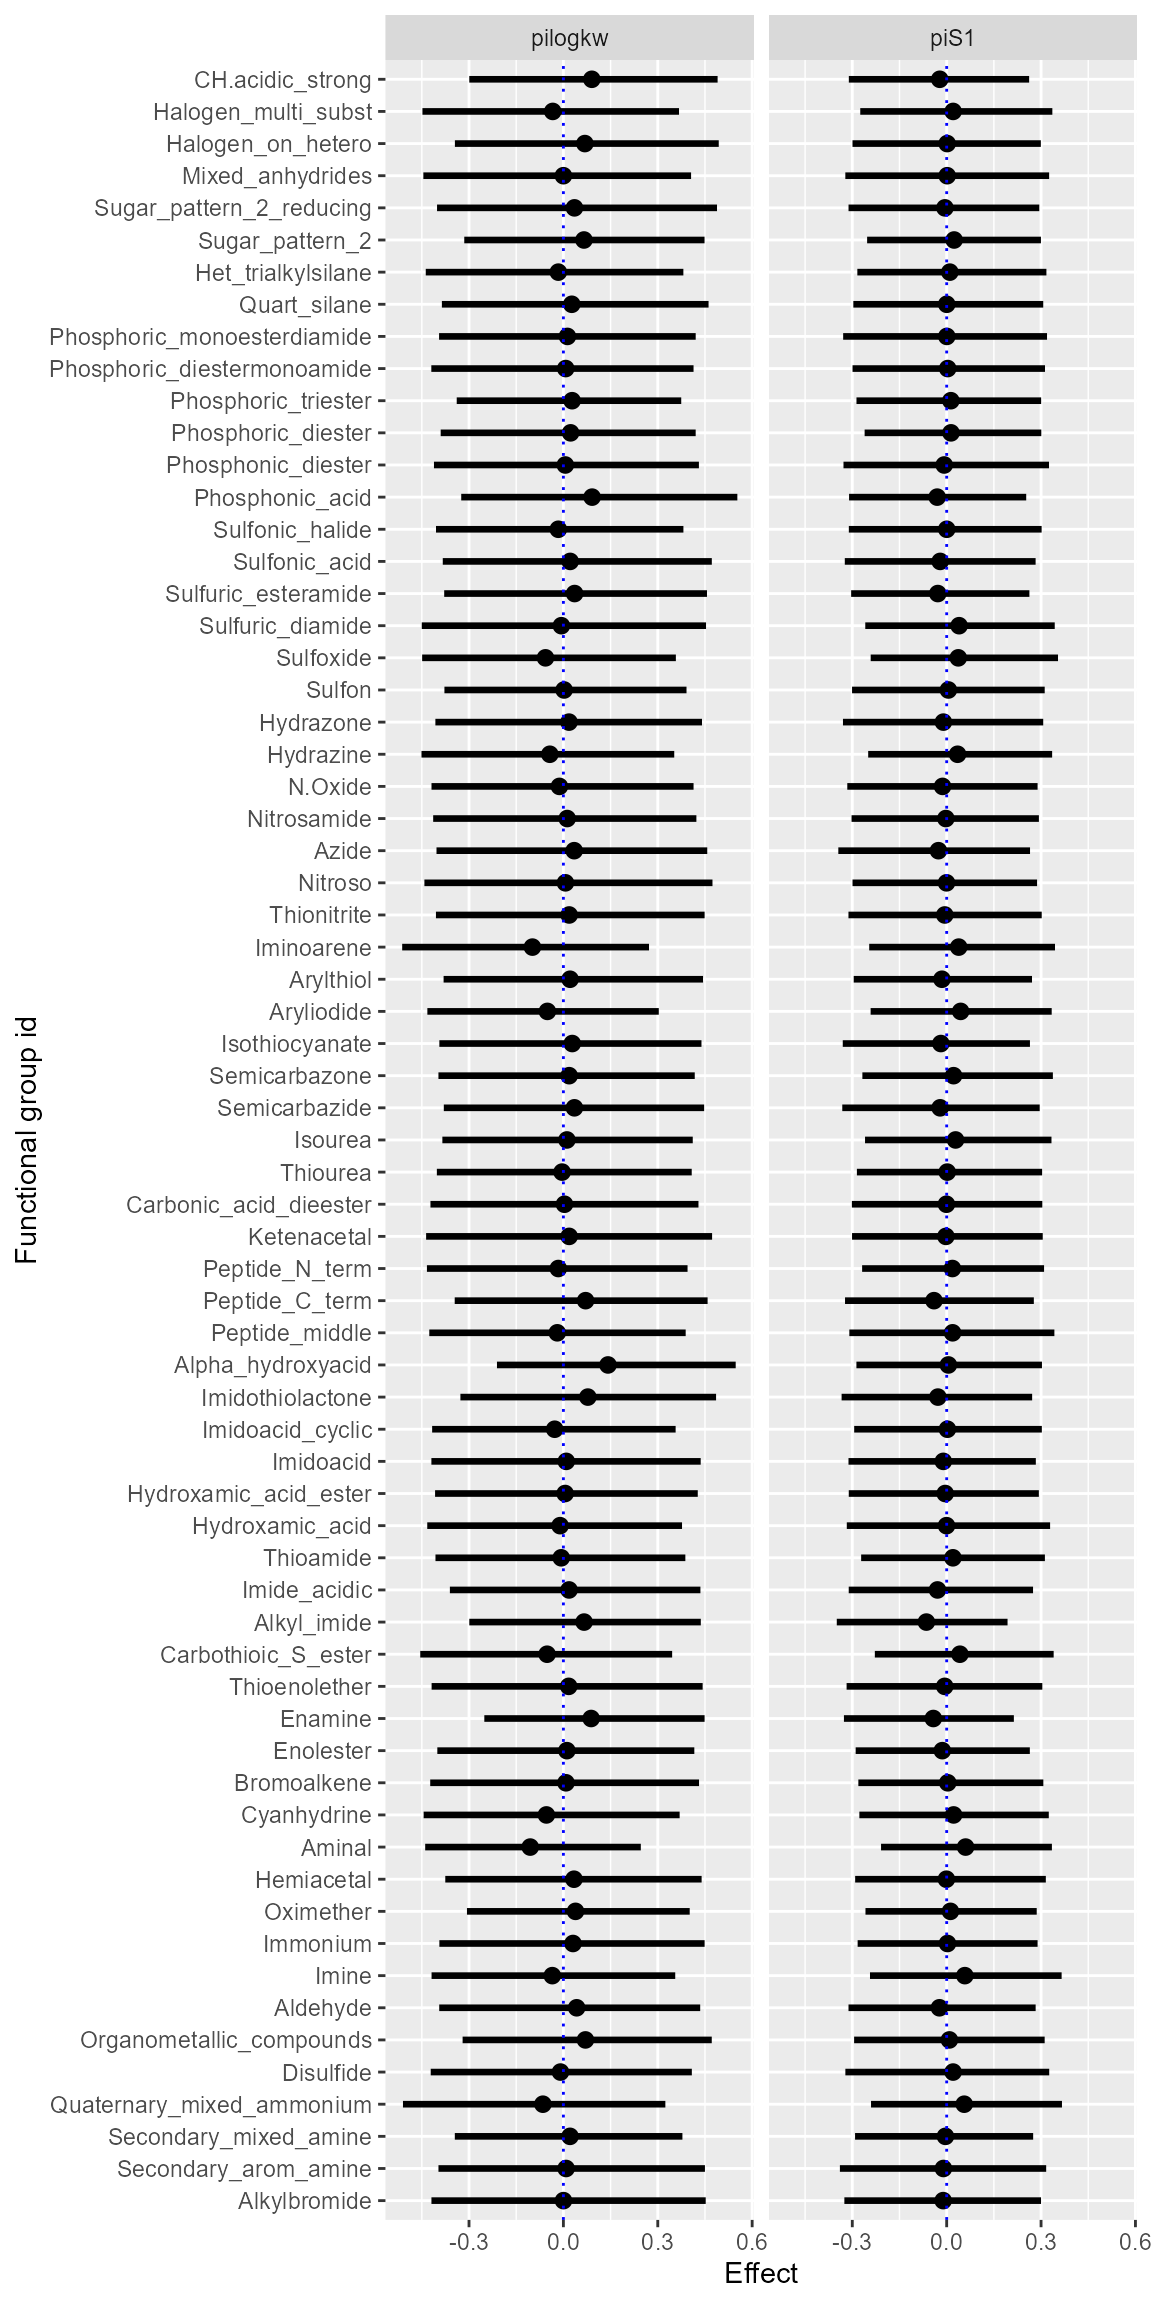 pilogkw
piS1
CH.acidic_strong
Halogen_multi_subst
Halogen_on_hetero
Mixed_anhydrides
Sugar_pattern_2_reducing
Sugar_pattern_2
Het_trialkylsilane
Quart_silane
Phosphoric_monoesterdiamide
Phosphoric_diestermonoamide
Phosphoric_triester
Phosphoric_diester
Phosphonic_diester
Phosphonic_acid
Sulfonic_halide
Sulfonic_acid
Sulfuric_esteramide
Sulfuric_diamide
Sulfoxide
Sulfon
Hydrazone
Hydrazine
N.Oxide
Nitrosamide
Azide
Nitroso
Thionitrite
Iminoarene
Arylthiol
Aryliodide
Isothiocyanate
Semicarbazone
Semicarbazide
Isourea
Thiourea
Carbonic_acid_dieester
Ketenacetal
Peptide_N_term
Peptide_C_term
Peptide_middle
Alpha_hydroxyacid
Imidothiolactone
Imidoacid_cyclic
Imidoacid
Hydroxamic_acid_ester
Hydroxamic_acid
Thioamide
Imide_acidic
Alkyl_imide
Carbothioic_S_ester
Thioenolether
Enamine
Enolester
Bromoalkene
Cyanhydrine
Aminal
Hemiacetal
Oximether
Immonium
Imine
Aldehyde
Organometallic_compounds
Disulfide
Quaternary_mixed_ammonium
Secondary_mixed_amine
Secondary_arom_amine
Alkylbromide
Functional group id
-0.3 0.0 0.3 0.6
-0.3 0.0 0.3 0.6
Effect